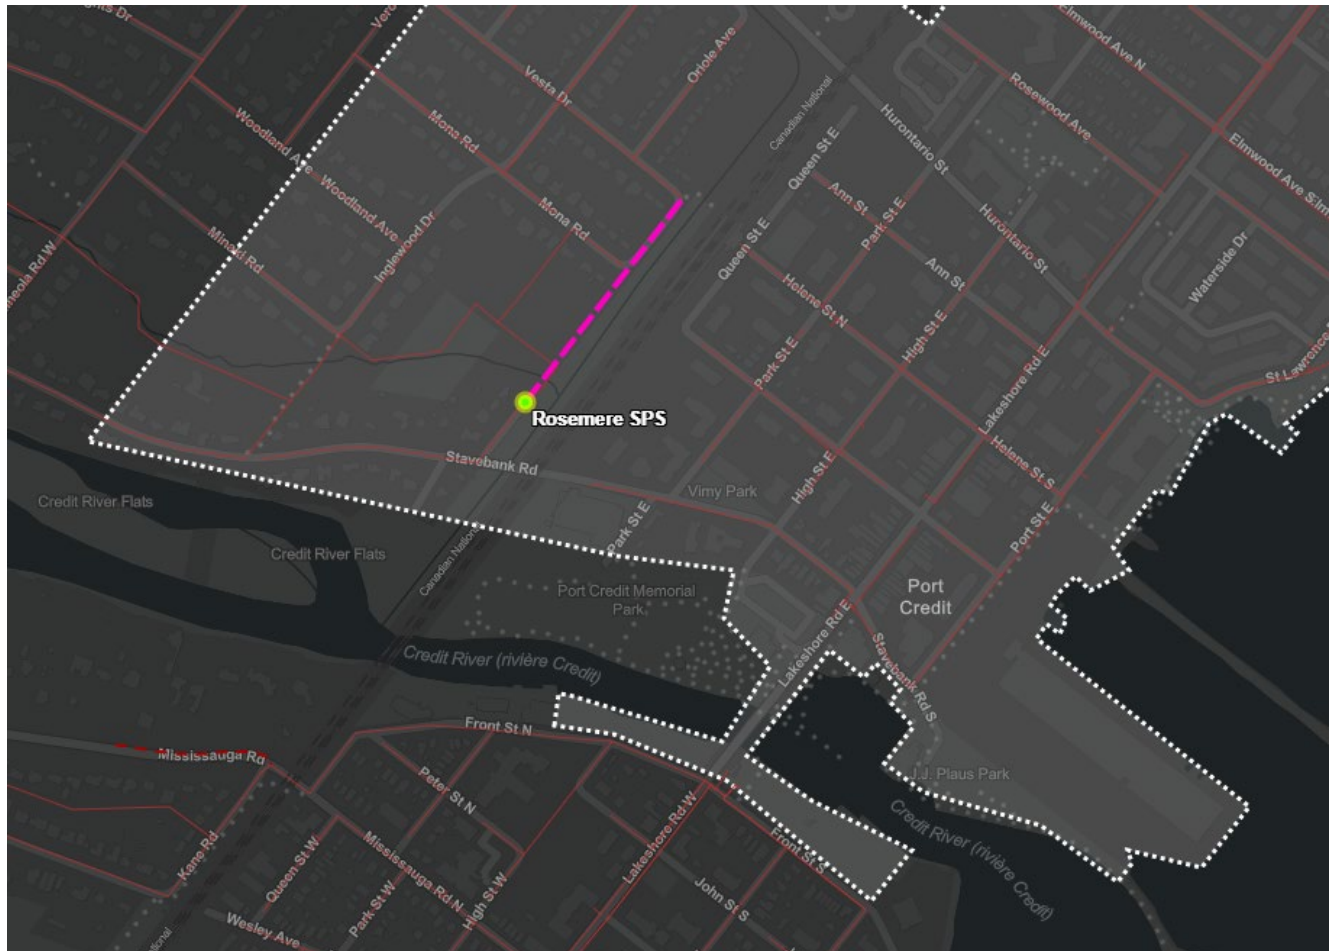 Oriole Ave
Elmwood Ave N
Vesta Dr
Canadian National
Rosewood Ave
Mona Rd
Hurontario St
Queen St E
Woodland Ave
Ann St
Park St E
Elmwood Ave S
Woodland Ave
Mona Rd
Hurontario St
Inglewood Dr
Minard Rd
Queen St E
Ann St
Waterside Dr
Helene St N
High St E
Park St E
Lakeshore Rd E
St Lawrence
Rosemere SPS
Stavebank Rd
Helene St S
High St E
Vimy Park
Credit River Flats
Park St E
Port St E
Credit River Flats
Canadian National
Port Credit Memorial
Park
Port
Credit
Lakeshore Rd E
Credit River (rivière Credit)
Stavebank Rd S
Front St N
Mississauga Rd
J.J. Plaus Park
Peter St N
Lakeshore Rd W
Kane Rd
Queen St W
Mississauga Rd N
Front St S
Credit River (rivière Credit)
Park St W
High St W
John St S
Wesley Ave
National